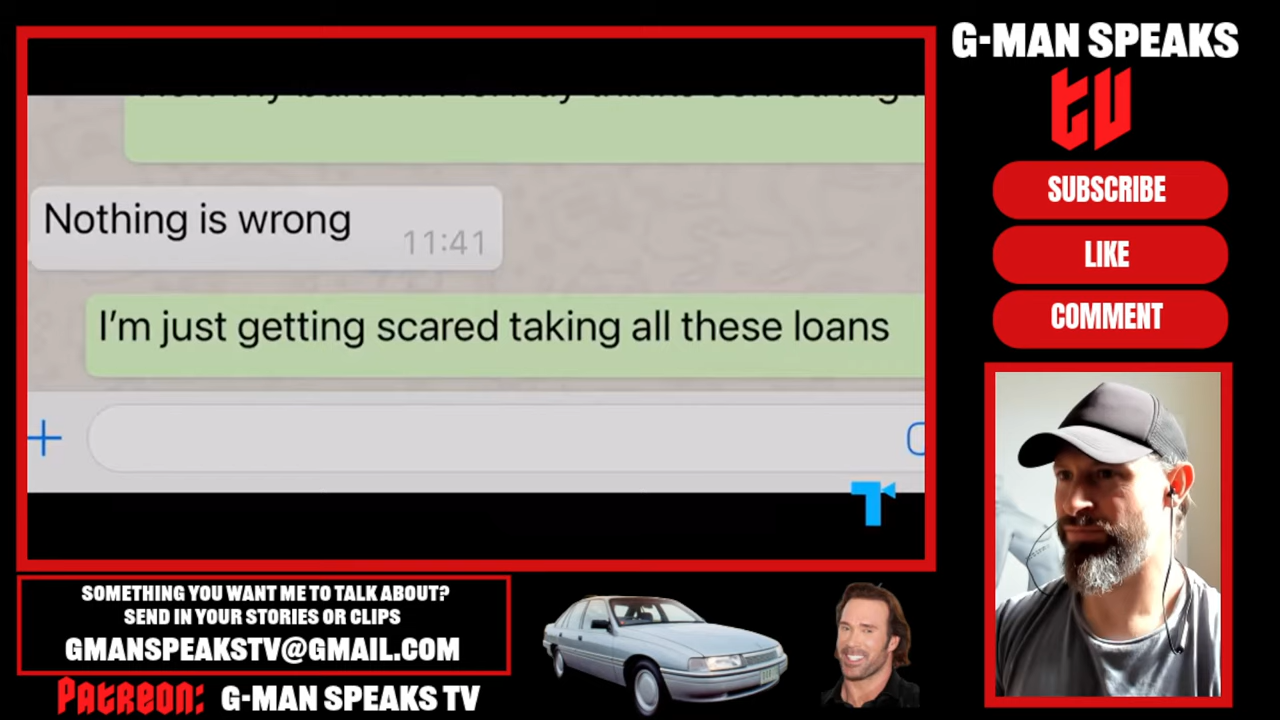 G-MAN SPEAKS
tv
SUBSCRIBE
LIKE
COMMENT
Nothing is wrong
11:41
I'm just getting scared taking all these loans
SOMETHING YOU WANT ME TO TALK ABOUT?
SEND IN YOUR STORIES OR CLIPS
GMANSPEAKSTV@GMAIL.COM
PATREON: G-MAN SPEAKS TV